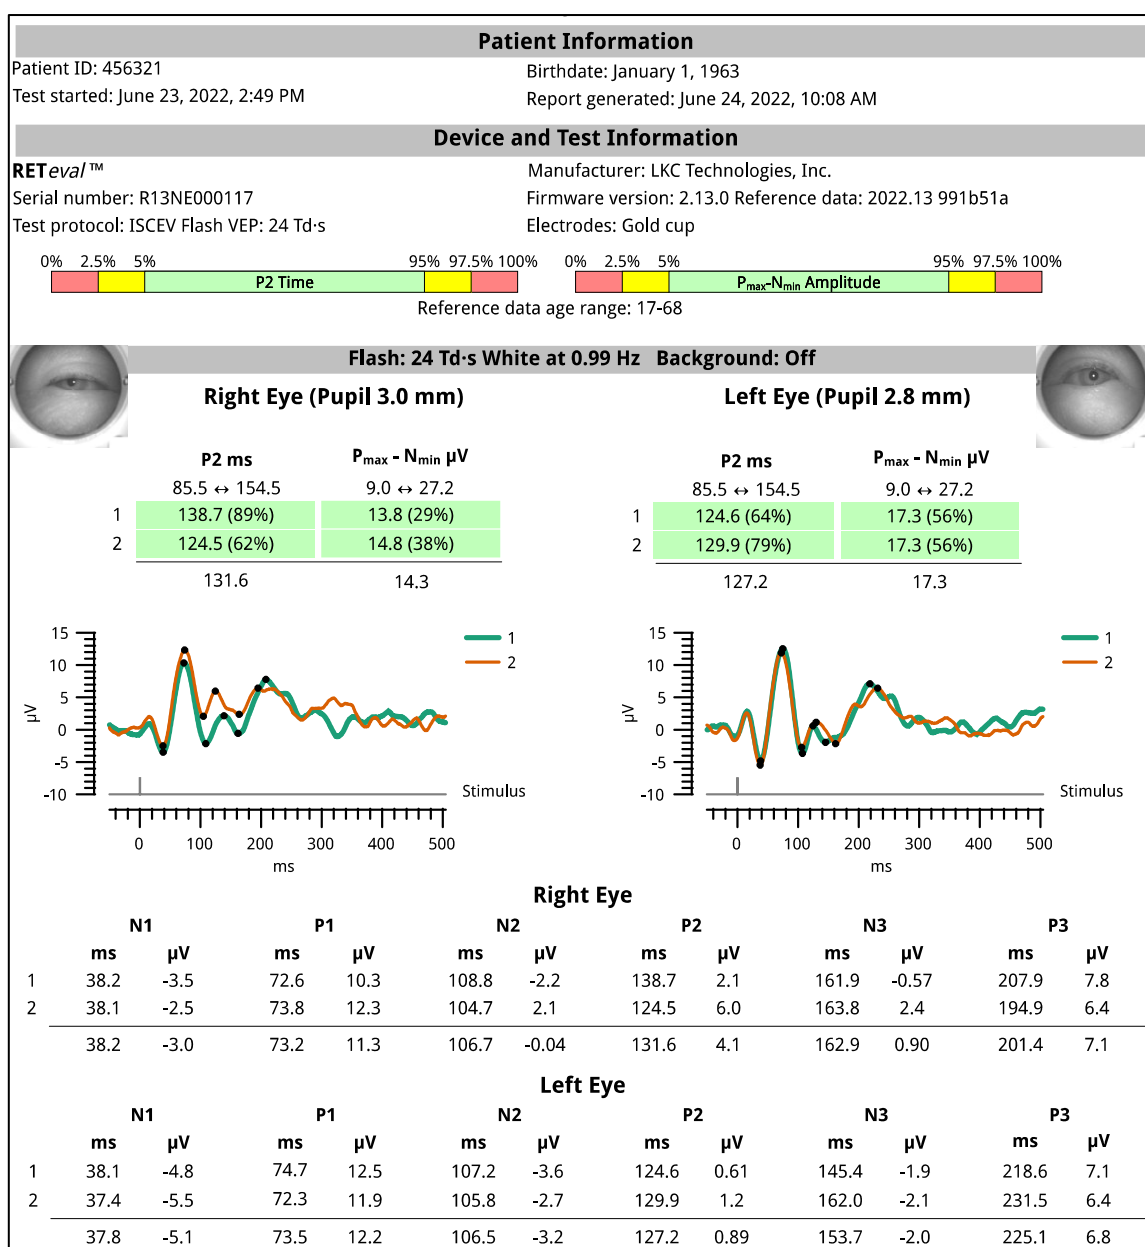 Patient Information
Patient ID: 456321 Birthdate: January 1, 1963
Test started: June 23, 2022, 2:49 PM Report generated: June 24, 2022, 10:08 AM
Device and Test Information
RETeval ™ Manufacturer: LKC Technologies, Inc.
Serial number: R13NE000117 Firmware version: 2.13.0 Reference data: 2022.13 991b51a
Test protocol: ISCEV Flash VEP: 24 Td·s Electrodes: Gold cup
0% 2.5% 5% 95% 97.5% 100% 0% 2.5% 5% 95% 97.5% 100%
P2 Time Pmax-Nmin Amplitude
Reference data age range: 17-68
Flash: 24 Td·s White at 0.99 Hz Background: Off
Right Eye (Pupil 3.0 mm)
P2 ms Pmax - Nmin µV
85.5 ↔ 154.5 9.0 ↔ 27.2
1 138.7 (89%) 13.8 (29%)
2 124.5 (62%) 14.8 (38%)
131.6 14.3
Left Eye (Pupil 2.8 mm)
P2 ms Pmax - Nmin µV
85.5 ↔ 154.5 9.0 ↔ 27.2
1 124.6 (64%) 17.3 (56%)
2 129.9 (79%) 17.3 (56%)
127.2 17.3
15
10
5
0
-5
-10
µV
1
2
Stimulus
0 100 200 300 400 500
ms
15
10
5
0
-5
-10
µV
1
2
Stimulus
0 100 200 300 400 500
ms
Right Eye
N1 P1 N2 P2 N3 P3
ms µV ms µV ms µV ms µV ms µV ms µV
1 38.2 -3.5 72.6 10.3 108.8 -2.2 138.7 2.1 161.9 -0.57 207.9 7.8
2 38.1 -2.5 73.8 12.3 104.7 2.1 124.5 6.0 163.8 2.4 194.9 6.4
38.2 -3.0 73.2 11.3 106.7 -0.04 131.6 4.1 162.9 0.90 201.4 7.1
Left Eye
N1 P1 N2 P2 N3 P3
ms µV ms µV ms µV ms µV ms µV ms µV
1 38.1 -4.8 74.7 12.5 107.2 -3.6 124.6 0.61 145.4 -1.9 218.6 7.1
2 37.4 -5.5 72.3 11.9 105.8 -2.7 129.9 1.2 162.0 -2.1 231.5 6.4
37.8 -5.1 73.5 12.2 106.5 -3.2 127.2 0.89 153.7 -2.0 225.1 6.8